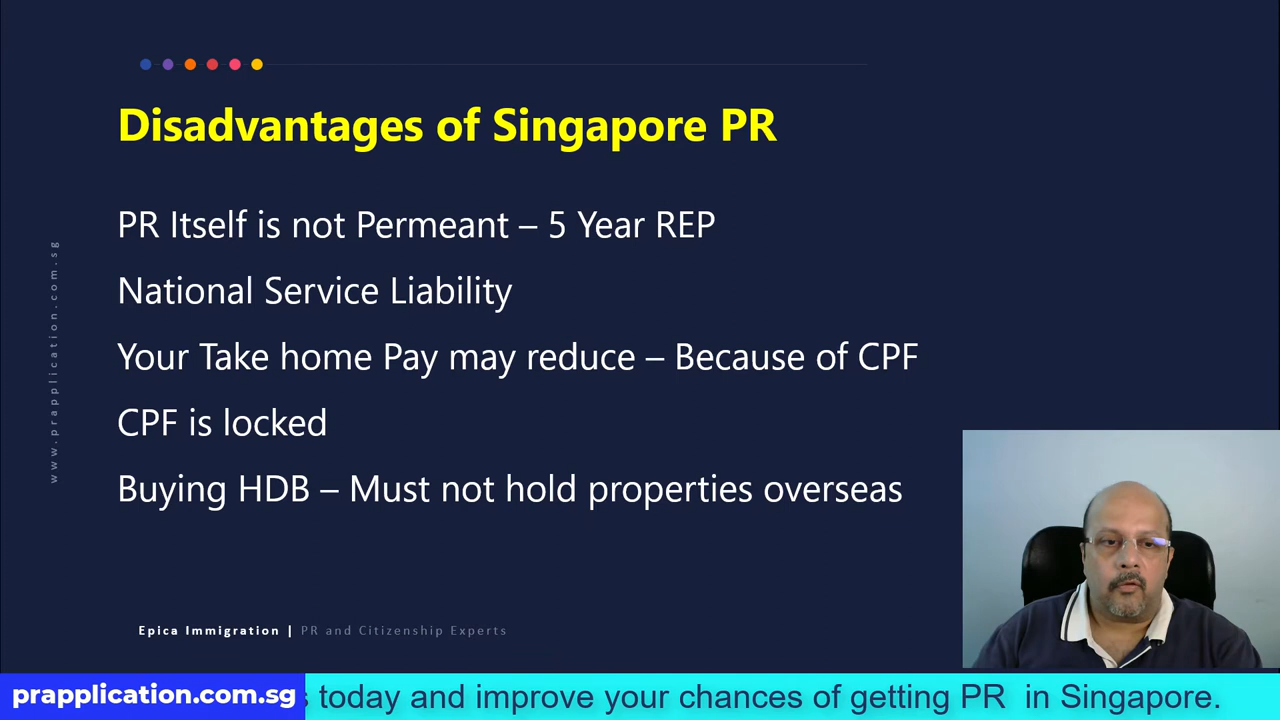 Disadvantages of Singapore PR
PR Itself is not Permeant – 5 Year REP
National Service Liability
Your Take home Pay may reduce – Because of CPF
CPF is locked
Buying HDB – Must not hold properties overseas
www.prapplication.com.sg
Epica Immigration | PR and Citizenship Experts
prapplication.com.sg
today and improve your chances of getting PR in Singapore.